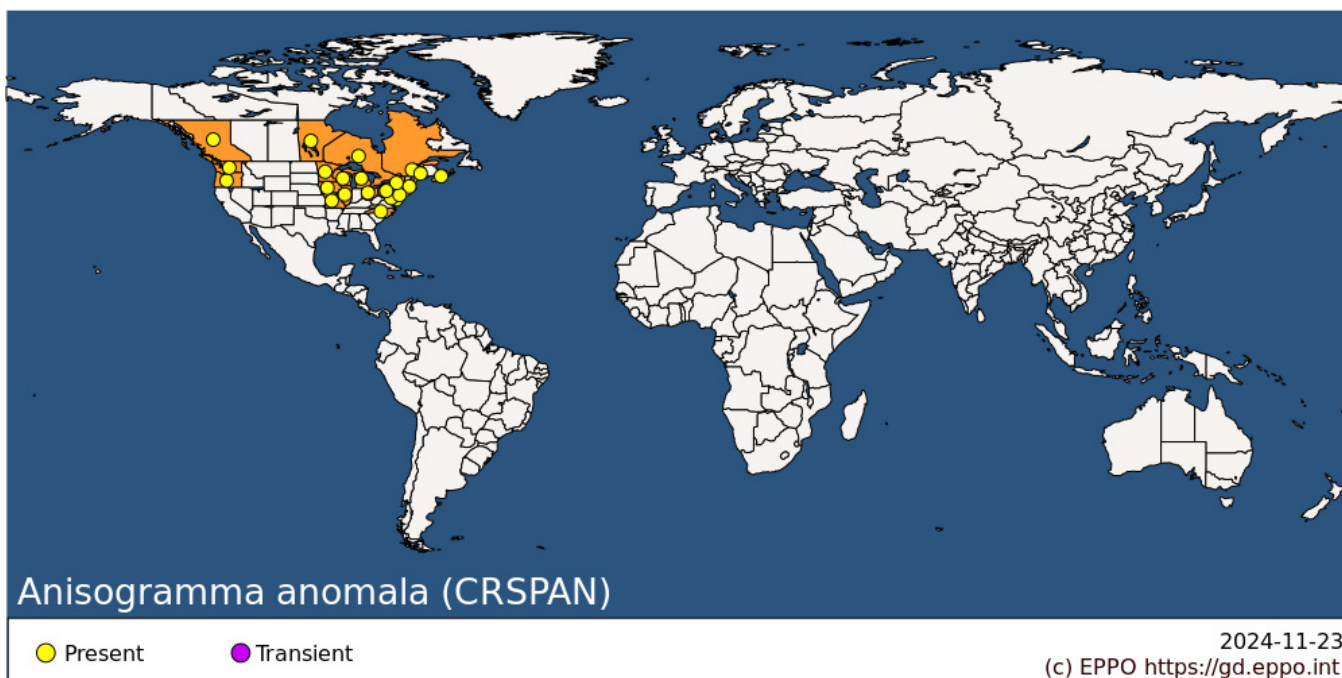 Anisogramma anomala (CRSPAN)
Present
Transient
2024-11-23
(c) EPPO https://gd.eppo.int